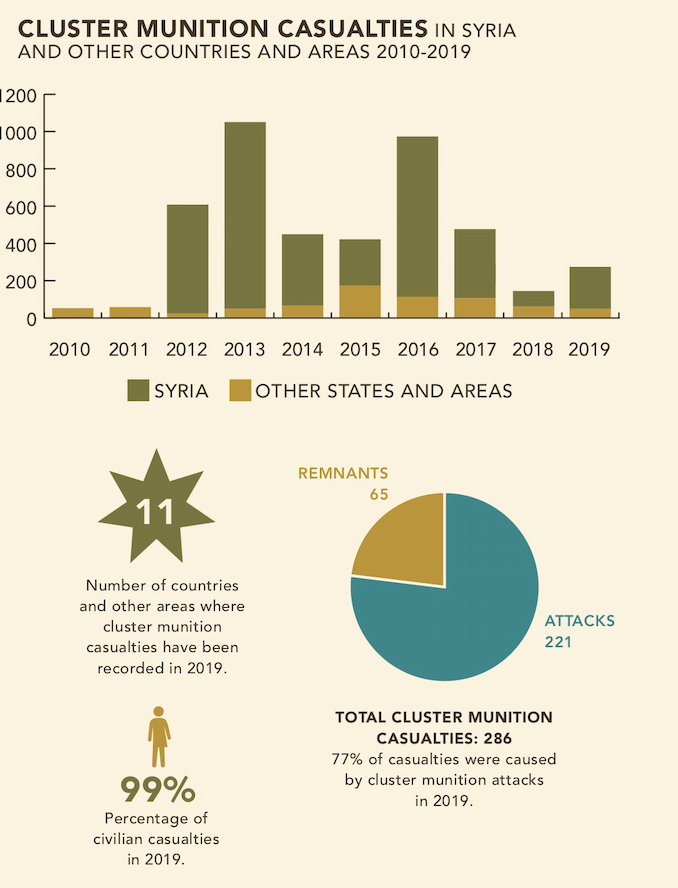 CLUSTER MUNITION CASUALTIES IN SYRIA
AND OTHER COUNTRIES AND AREAS 2010-2019
1200
1000
800
600
400
200
0
2010 2011 2012 2013 2014 2015 2016 2017 2018 2019
SYRIA OTHER STATES AND AREAS
11
Number of countries
and other areas where
cluster munition
casualties have been
recorded in 2019.
99%
Percentage of
civilian casualties
in 2019.
REMNANTS
65
ATTACKS
221
TOTAL CLUSTER MUNITION
CASUALTIES: 286
77% of casualties were caused
by cluster munition attacks
in 2019.